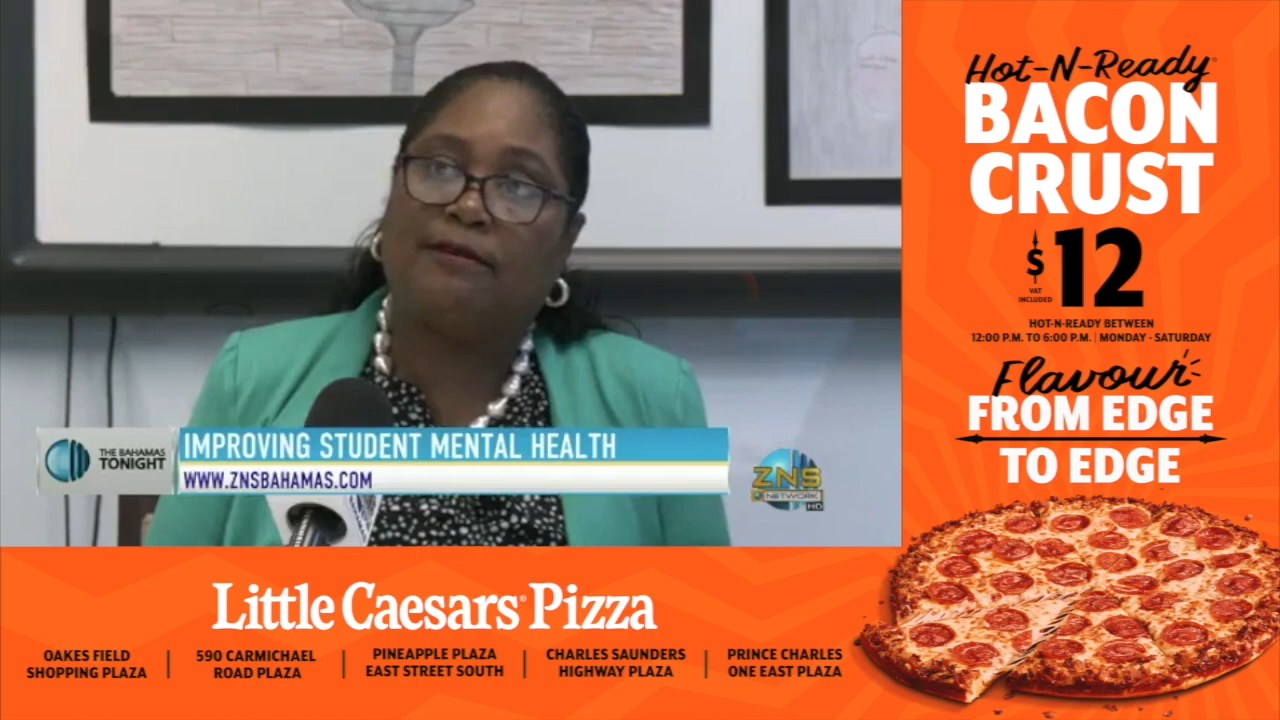 THE BAHAMAS
TONIGHT
IMPROVING STUDENT MENTAL HEALTH
WWW.ZNSBAHAMAS.COM
ZNS
NETWORK
HD
Hot-N-Ready®
BACON
CRUST
$12
VAT
INCLUDED
HOT-N-READY BETWEEN
12:00 P.M. TO 6:00 P.M. | MONDAY - SATURDAY
Flavour
FROM EDGE
TO EDGE
Little Caesars® Pizza
OAKES FIELD
SHOPPING PLAZA
590 CARMICHAEL
ROAD PLAZA
PINEAPPLE PLAZA
EAST STREET SOUTH
CHARLES SAUNDERS
HIGHWAY PLAZA
PRINCE CHARLES
ONE EAST PLAZA